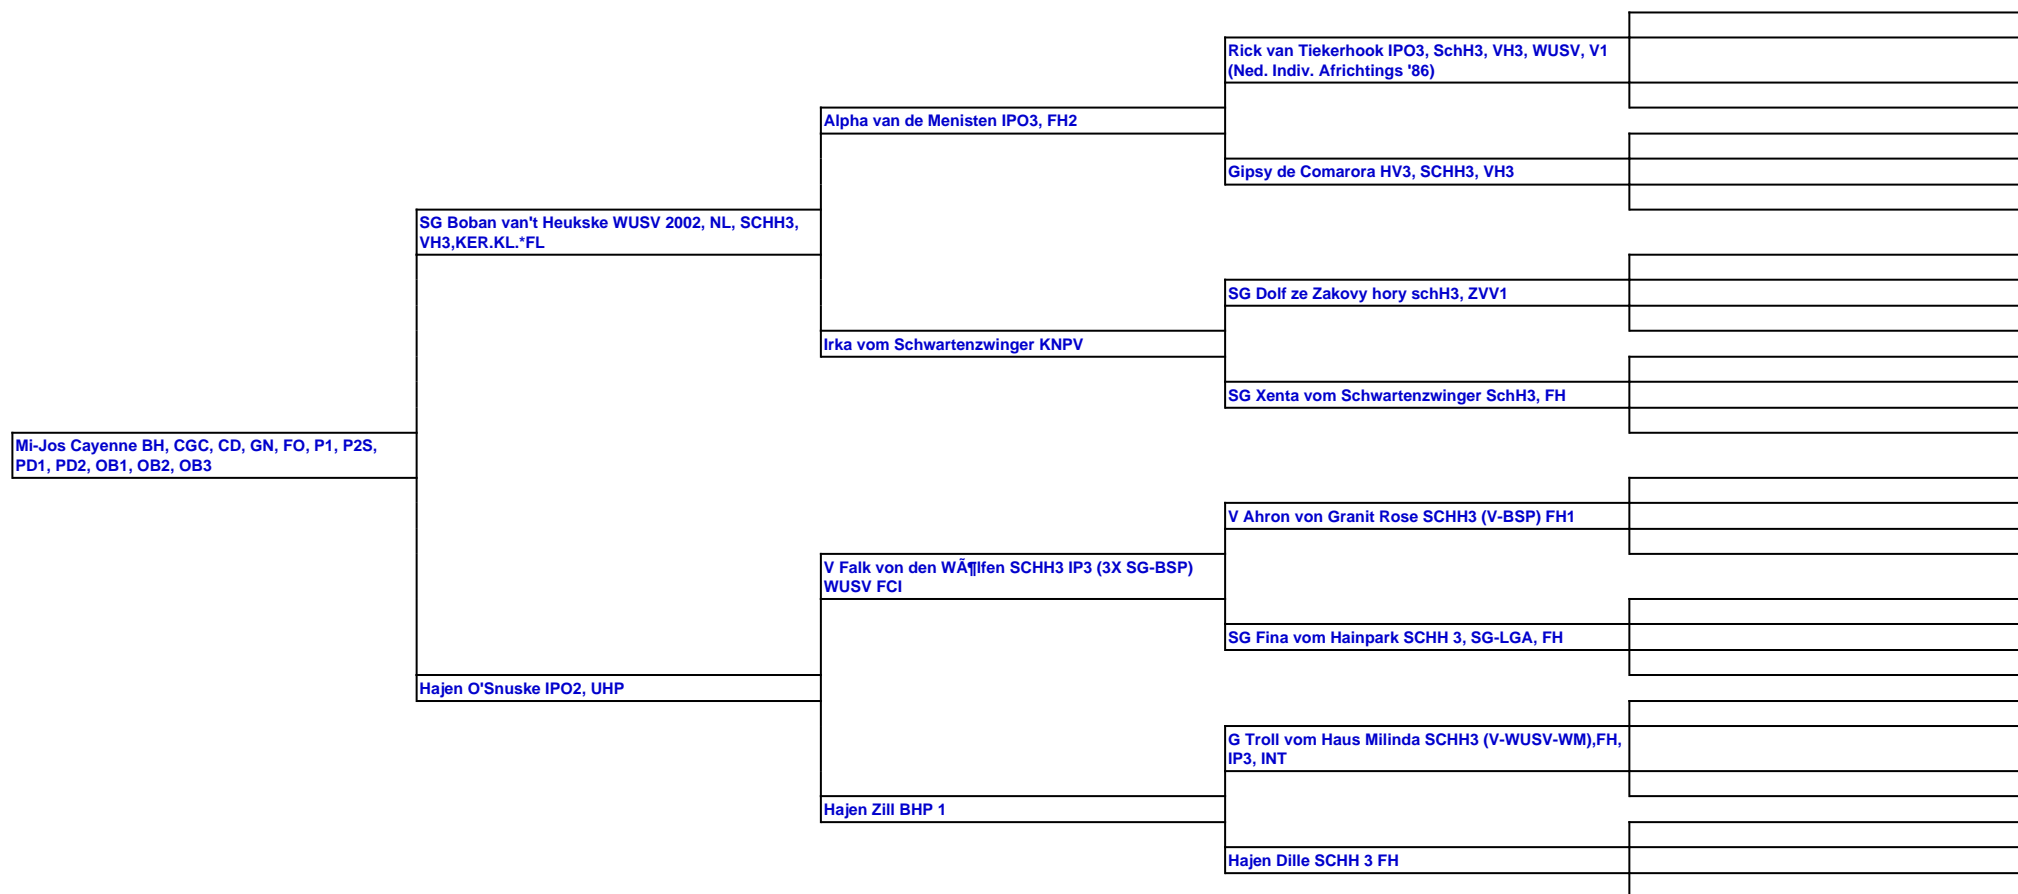 Rick van Tiekerhook IPO3, SchH3, VH3, WUSV, V1
(Ned. Indiv. Africhtings '86)
Alpha van de Menisten IPO3, FH2
Gipsy de Comarora HV3, SCHH3, VH3
SG Boban van't Heukske WUSV 2002, NL, SCHH3,
VH3,KER.KL.*FL
SG Dolf ze Zakovy hory schH3, ZVV1
Irka vom Schwartenzwinger KNPV
SG Xenta vom Schwartenzwinger SchH3, FH
Mi-Jos Cayenne BH, CGC, CD, GN, FO, P1, P2S,
PD1, PD2, OB1, OB2, OB3
V Ahron von Granit Rose SCHH3 (V-BSP) FH1
V Falk von den WÃ¶lfen SCHH3 IP3 (3X SG-BSP)
WUSV FCI
SG Fina vom Hainpark SCHH 3, SG-LGA, FH
Hajen O'Snuske IPO2, UHP
G Troll vom Haus Milinda SCHH3 (V-WUSV-WM),FH,
IP3, INT
Hajen Zill BHP 1
Hajen Dille SCHH 3 FH